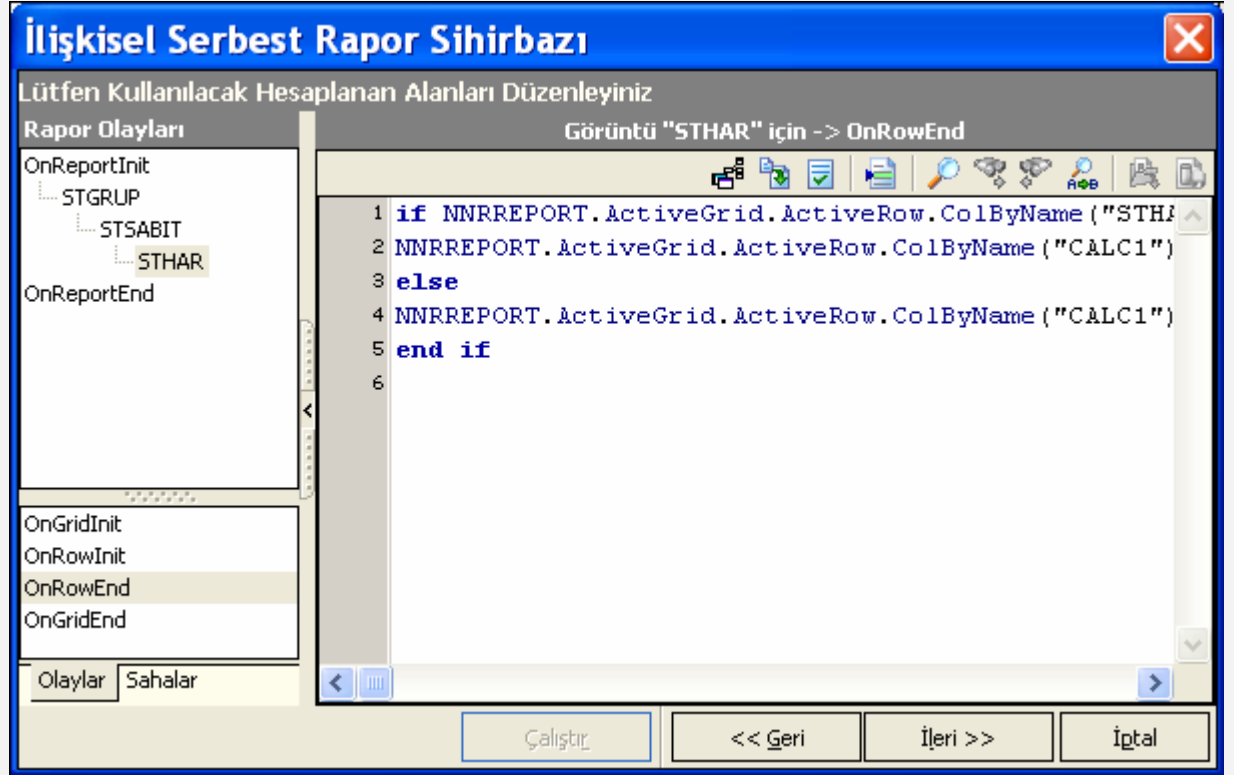 İlişkisel Serbest Rapor Sihirbazı
Lütfen Kullanılacak Hesaplanan Alanları Düzenleyiniz
Rapor Olayları
OnReportInit
STGRUP
STSABIT
STHAR
OnReportEnd
OnGridInit
OnRowInit
OnRowEnd
OnGridEnd
Olaylar Sahalar
Görüntü "STHAR" için -> OnRowEnd
1 if NNRREPORT.ActiveGrid.ActiveRow.ColByName("STHA
2 NNRREPORT.ActiveGrid.ActiveRow.ColByName("CALC1")
3 else
4 NNRREPORT.ActiveGrid.ActiveRow.ColByName("CALC1")
5 end if
6
Çalıştır << Geri İleri >> İptal